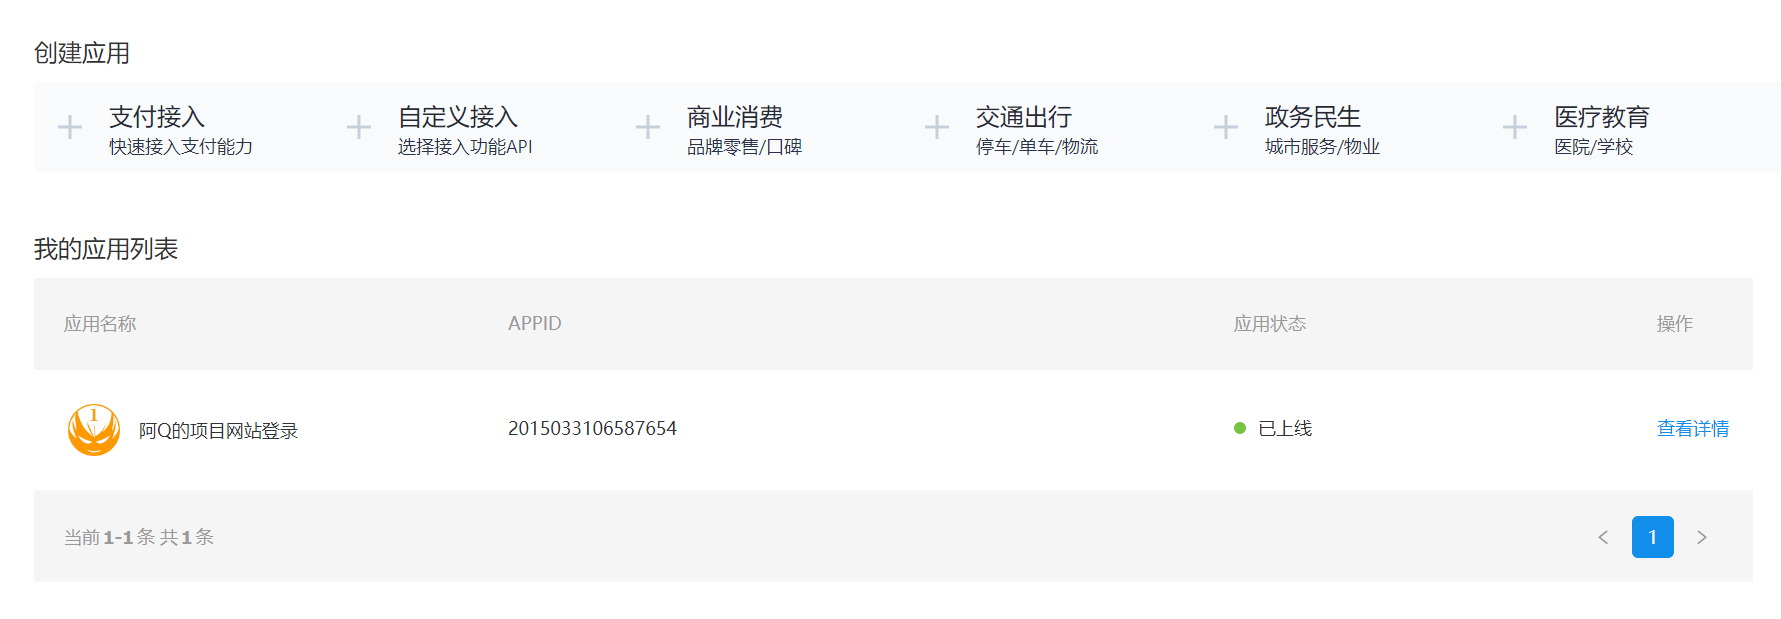 创建应用
支付接入 自定义接入 商业消费 交通出行 政务民生 医疗教育
快速接入支付能力 选择接入功能API 品牌零售/口碑 停车/单车/物流 城市服务/物业 医院/学校
我的应用列表
应用名称 APPID 应用状态 操作
1
阿Q的项目网站登录 2015033106587654 已上线 查看详情
当前1-1条 共1条 < 1 >